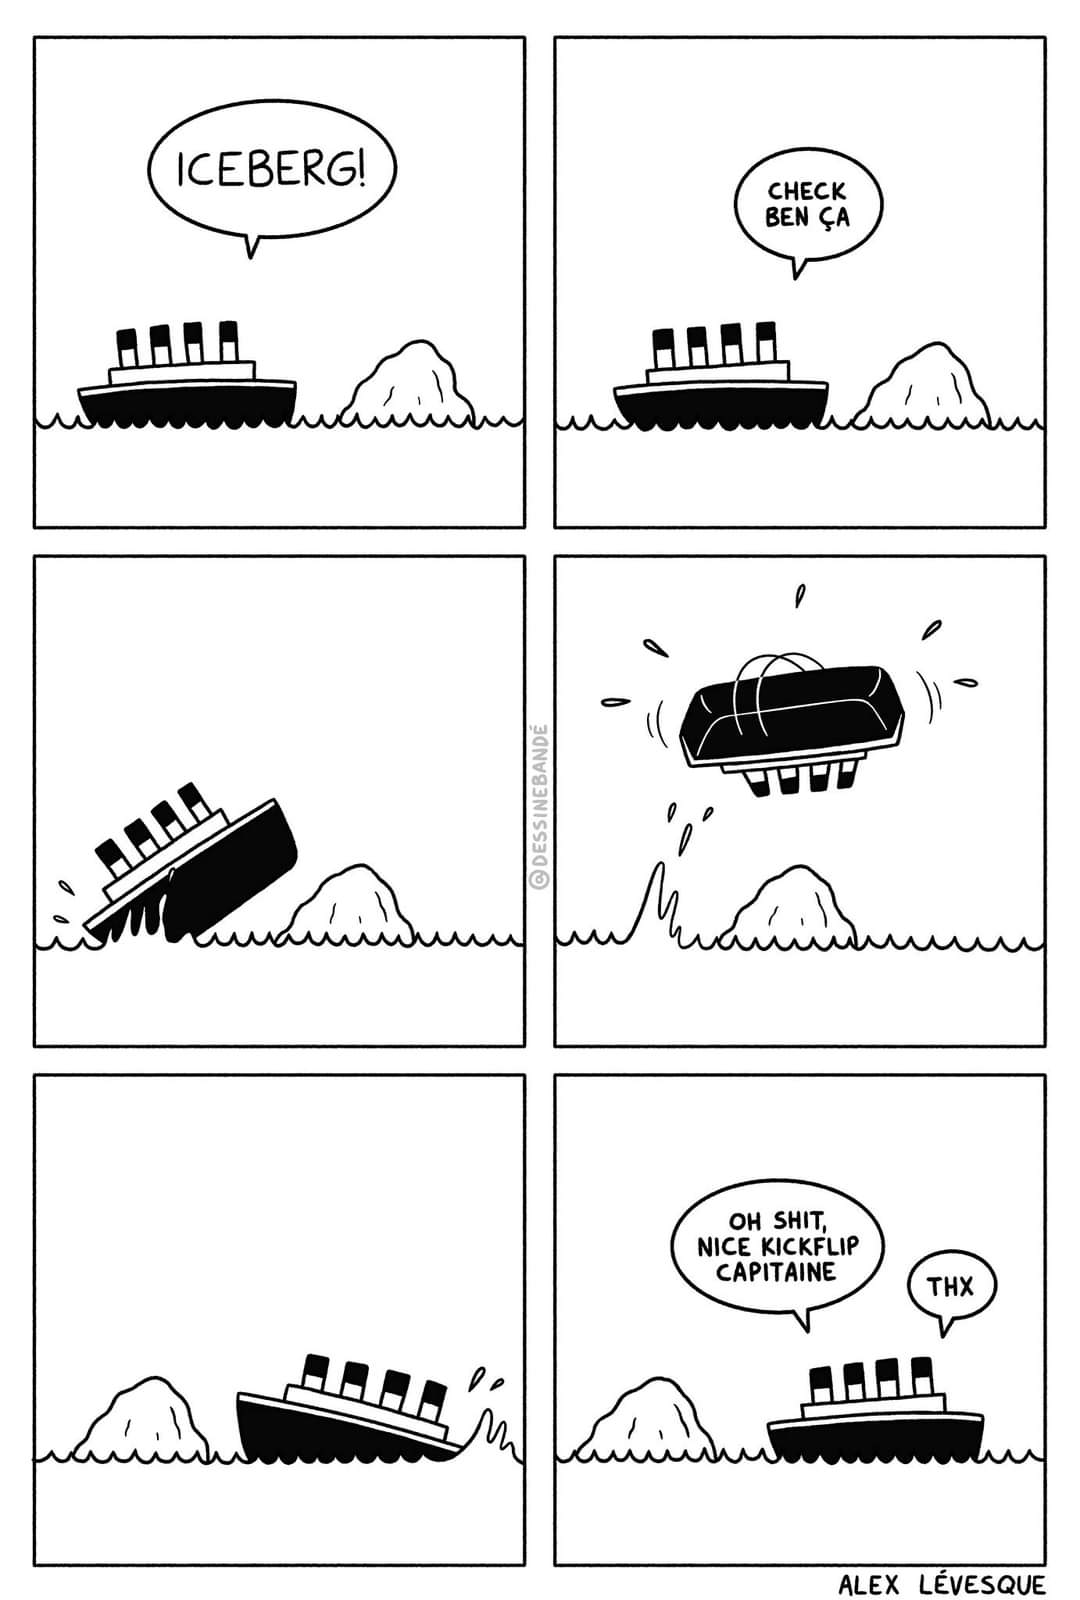 ICEBERG!
CHECK
BEN ÇA
@DESSINEBANDÉ
OH SHIT,
NICE KICKFLIP
CAPITAINE
THX
ALEX LÉVESQUE